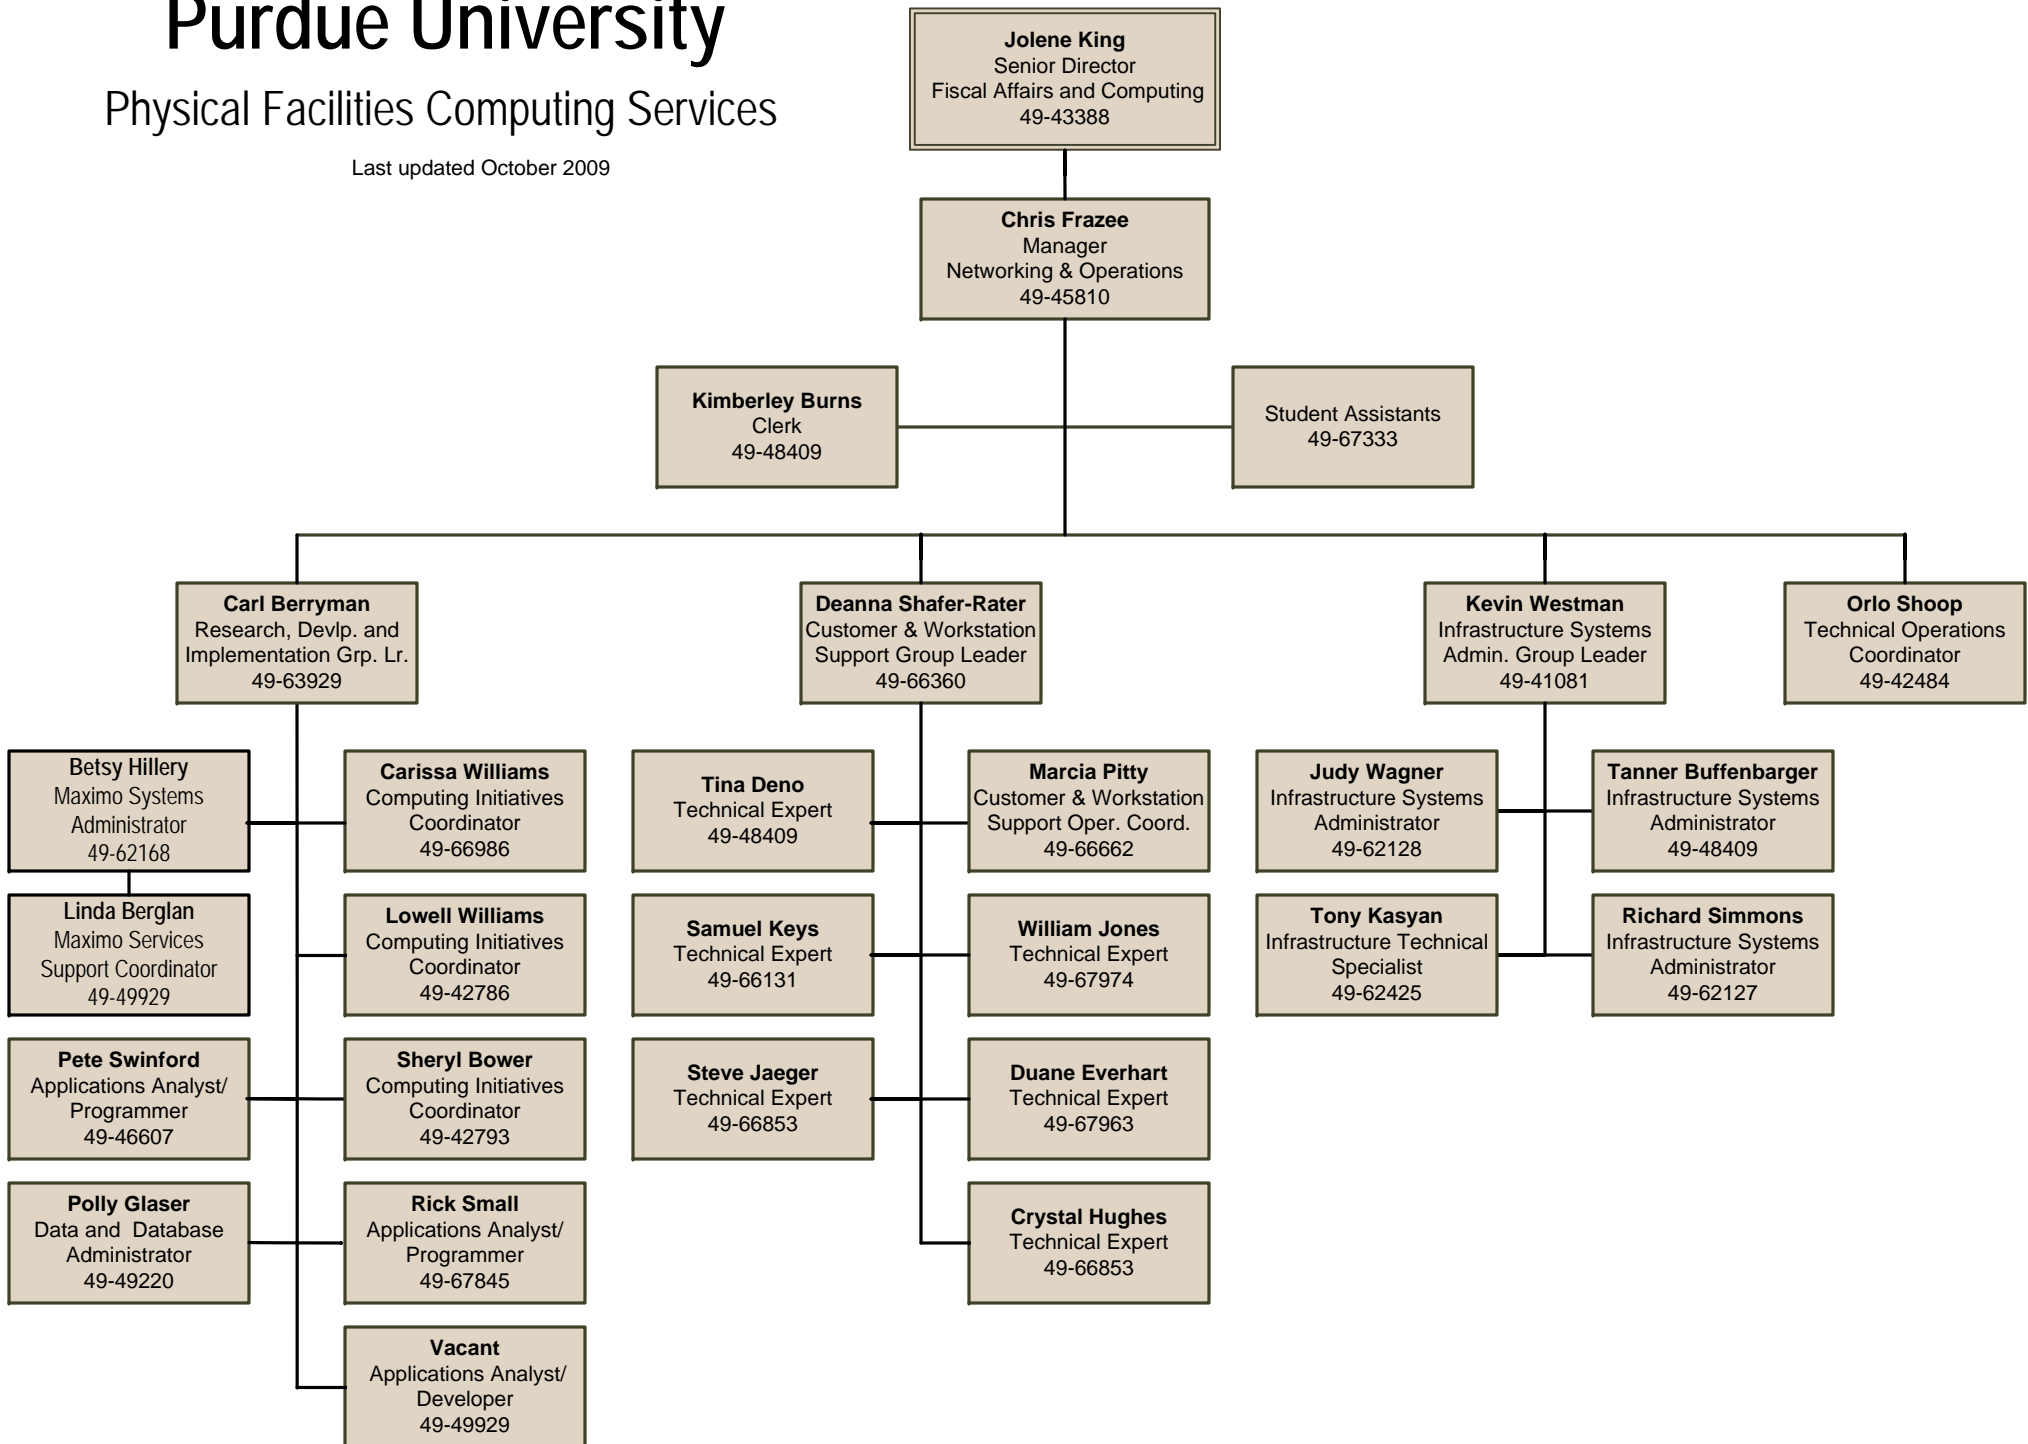 Purdue University
Physical Facilities Computing Services
Last updated October 2009
Jolene King
Senior Director
Fiscal Affairs and Computing
49-43388
Chris Frazee
Manager
Networking & Operations
49-45810
Kimberley Burns
Clerk
49-48409
Student Assistants
49-67333
Carl Berryman
Research, Devlp. and
Implementation Grp. Lr.
49-63929
Deanna Shafer-Rater
Customer & Workstation
Support Group Leader
49-66360
Kevin Westman
Infrastructure Systems
Admin. Group Leader
49-41081
Orlo Shoop
Technical Operations
Coordinator
49-42484
Betsy Hillery
Maximo Systems
Administrator
49-62168
Carissa Williams
Computing Initiatives
Coordinator
49-66986
Tina Deno
Technical Expert
49-48409
Marcia Pitty
Customer & Workstation
Support Oper. Coord.
49-66662
Judy Wagner
Infrastructure Systems
Administrator
49-62128
Tanner Buffenbarger
Infrastructure Systems
Administrator
49-48409
Linda Berglan
Maximo Services
Support Coordinator
49-49929
Lowell Williams
Computing Initiatives
Coordinator
49-42786
Samuel Keys
Technical Expert
49-66131
William Jones
Technical Expert
49-67974
Tony Kasyan
Infrastructure Technical
Specialist
49-62425
Richard Simmons
Infrastructure Systems
Administrator
49-62127
Pete Swinford
Applications Analyst/
Programmer
49-46607
Sheryl Bower
Computing Initiatives
Coordinator
49-42793
Steve Jaeger
Technical Expert
49-66853
Duane Everhart
Technical Expert
49-67963
Polly Glaser
Data and  Database
Administrator
49-49220
Rick Small
Applications Analyst/
Programmer
49-67845
Crystal Hughes
Technical Expert
49-66853
Vacant
Applications Analyst/
Developer
49-49929